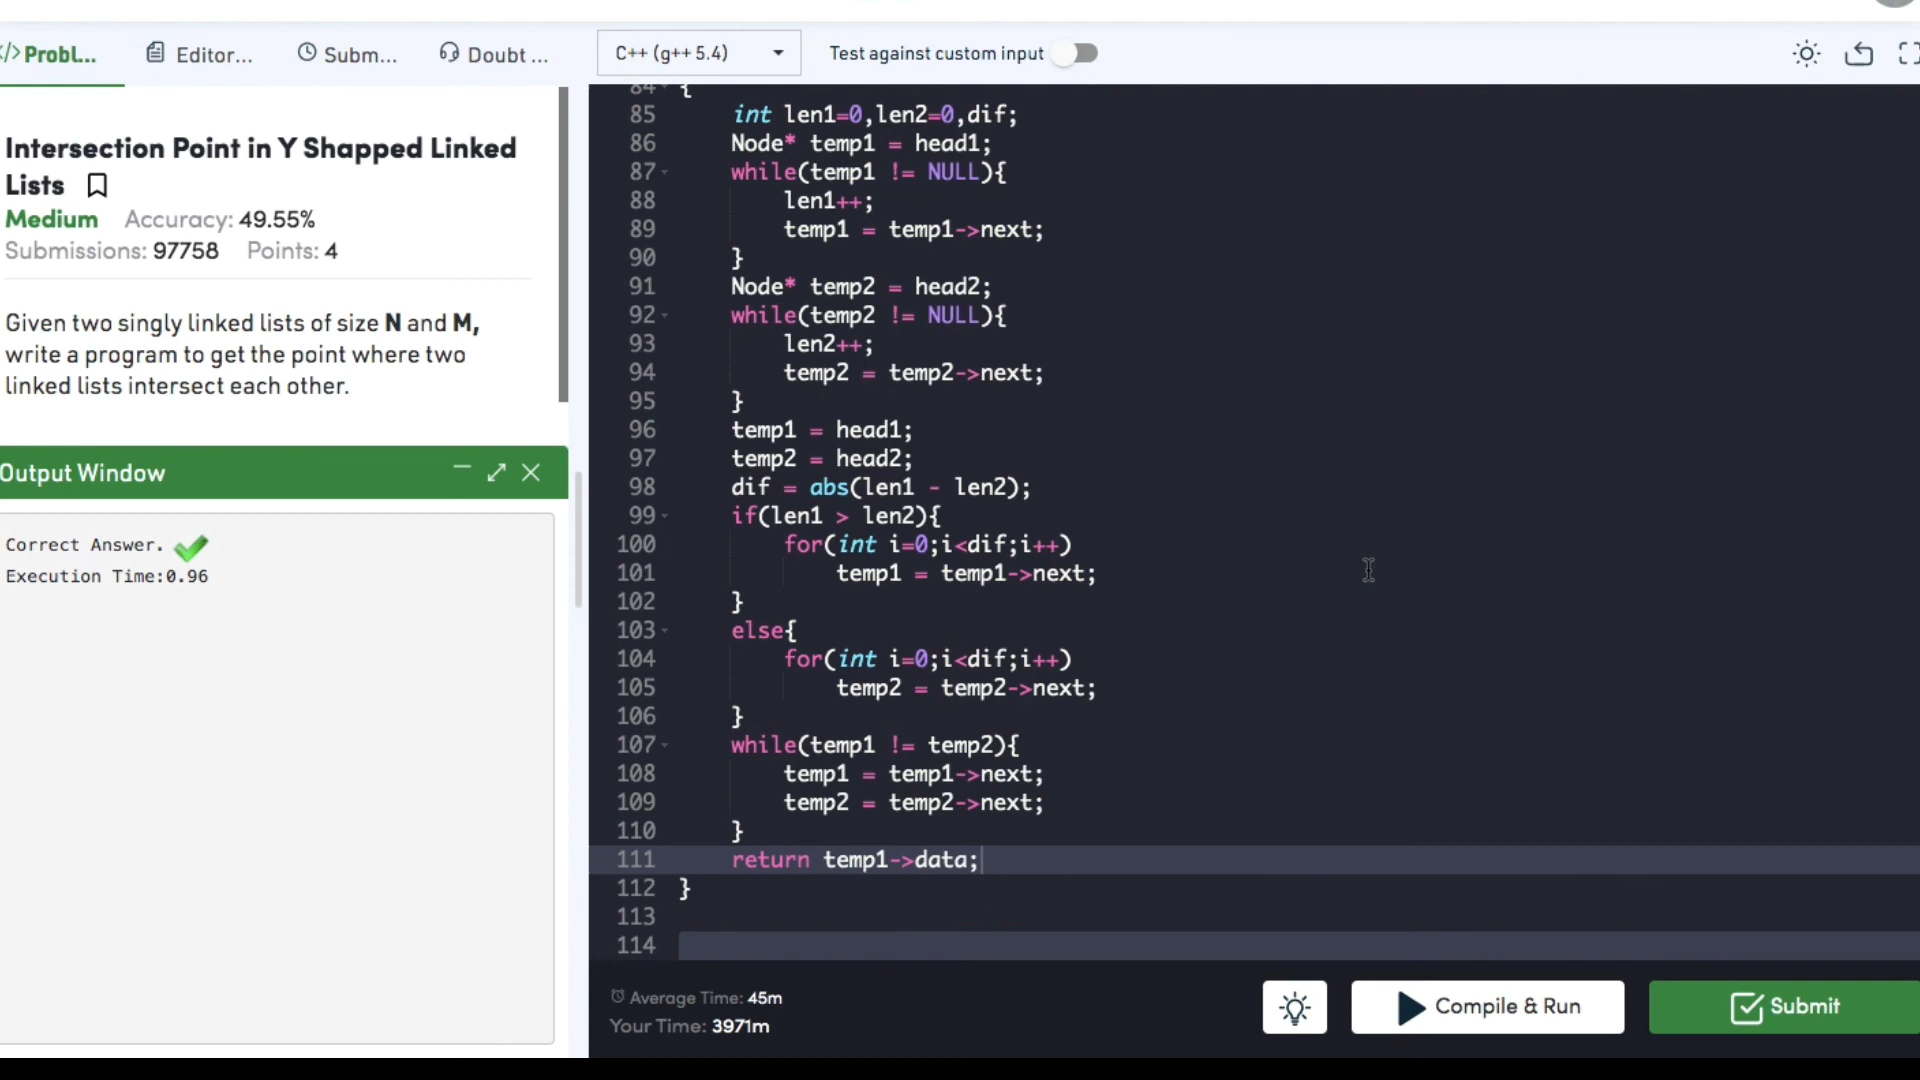 </>Probl... Editor... Subm... Doubt ... C++ (g++ 5.4) Test against custom input
Intersection Point in Y Shapped Linked
Lists
Medium Accuracy: 49.55%
Submissions: 97758 Points: 4
Given two singly linked lists of size N and M,
write a program to get the point where two
linked lists intersect each other.
Output Window
Correct Answer.
Execution Time:0.96
84 {
85 int len1=0,len2=0,dif;
86 Node* temp1 = head1;
87 while(temp1 != NULL){
88 len1++;
89 temp1 = temp1->next;
90 }
91 Node* temp2 = head2;
92 while(temp2 != NULL){
93 len2++;
94 temp2 = temp2->next;
95 }
96 temp1 = head1;
97 temp2 = head2;
98 dif = abs(len1 - len2);
99 if(len1 > len2){
100 for(int i=0;i<dif;i++)
101 temp1 = temp1->next;
102 }
103 else{
104 for(int i=0;i<dif;i++)
105 temp2 = temp2->next;
106 }
107 while(temp1 != temp2){
108 temp1 = temp1->next;
109 temp2 = temp2->next;
110 }
111 return temp1->data;
112 }
113
114
Average Time: 45m
Your Time: 3971m
Compile & Run
Submit